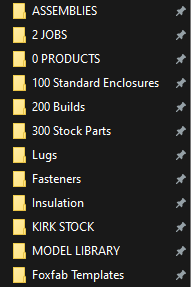 ASSEMBLIES
2 JOBS
0 PRODUCTS
100 Standard Enclosures
200 Builds
300 Stock Parts
Lugs
Fasteners
Insulation
KIRK STOCK
MODEL LIBRARY
Foxfab Templates